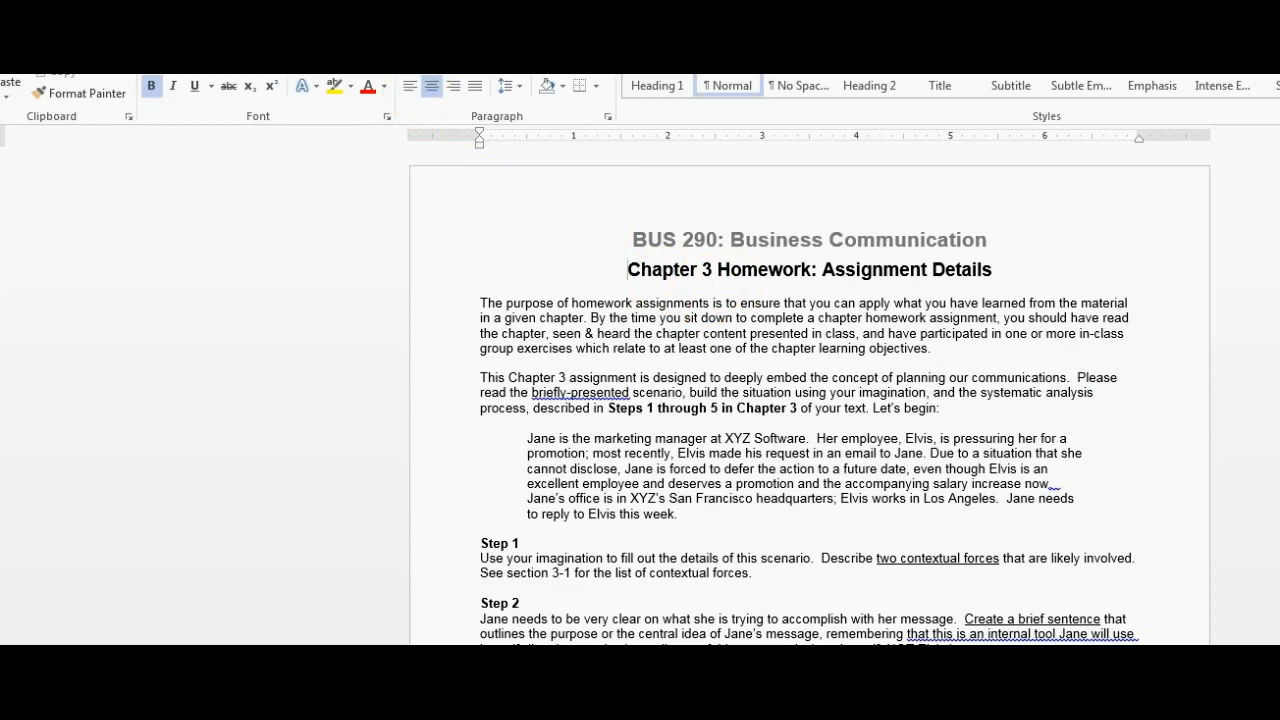 aste
Format Painter
B I U abc x₂ x² A aby A
Heading 1 ¶ Normal ¶ No Spac... Heading 2 Title Subtitle Subtle Em... Emphasis Intense E...
Clipboard Font Paragraph Styles
1 2 3 4 5 6
BUS 290: Business Communication
Chapter 3 Homework: Assignment Details
The purpose of homework assignments is to ensure that you can apply what you have learned from the material
in a given chapter. By the time you sit down to complete a chapter homework assignment, you should have read
the chapter, seen & heard the chapter content presented in class, and have participated in one or more in-class
group exercises which relate to at least one of the chapter learning objectives.
This Chapter 3 assignment is designed to deeply embed the concept of planning our communications.  Please
read the briefly-presented scenario, build the situation using your imagination, and the systematic analysis
process, described in Steps 1 through 5 in Chapter 3 of your text. Let's begin:
Jane is the marketing manager at XYZ Software.  Her employee, Elvis, is pressuring her for a
promotion; most recently, Elvis made his request in an email to Jane. Due to a situation that she
cannot disclose, Jane is forced to defer the action to a future date, even though Elvis is an
excellent employee and deserves a promotion and the accompanying salary increase now.
Jane's office is in XYZ's San Francisco headquarters; Elvis works in Los Angeles.  Jane needs
to reply to Elvis this week.
Step 1
Use your imagination to fill out the details of this scenario.  Describe two contextual forces that are likely involved.
See section 3-1 for the list of contextual forces.
Step 2
Jane needs to be very clear on what she is trying to accomplish with her message.  Create a brief sentence that
outlines the purpose or the central idea of Jane's message, remembering that this is an internal tool Jane will use